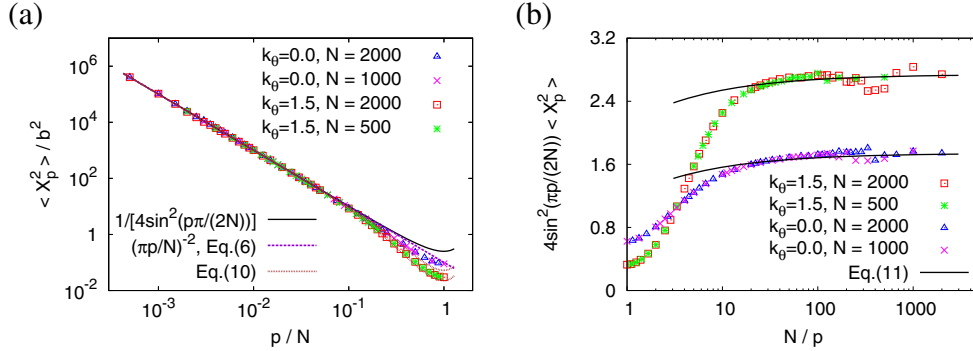 (a)
< X_p^2 > / b^2
10^6
10^4
10^2
1
10^-2
k_θ=0.0, N = 2000
k_θ=0.0, N = 1000
k_θ=1.5, N = 2000
k_θ=1.5, N = 500
1/[4sin^2(pπ/(2N))]
(πp/N)^-2, Eq.(6)
Eq.(10)
10^-3
10^-2
10^-1
1
p / N
(b)
4sin^2(πp/(2N)) < X_p^2 >
3.2
2.4
1.6
0.8
0
k_θ=1.5, N = 2000
k_θ=1.5, N = 500
k_θ=0.0, N = 2000
k_θ=0.0, N = 1000
Eq.(11)
1
10
100
1000
N / p